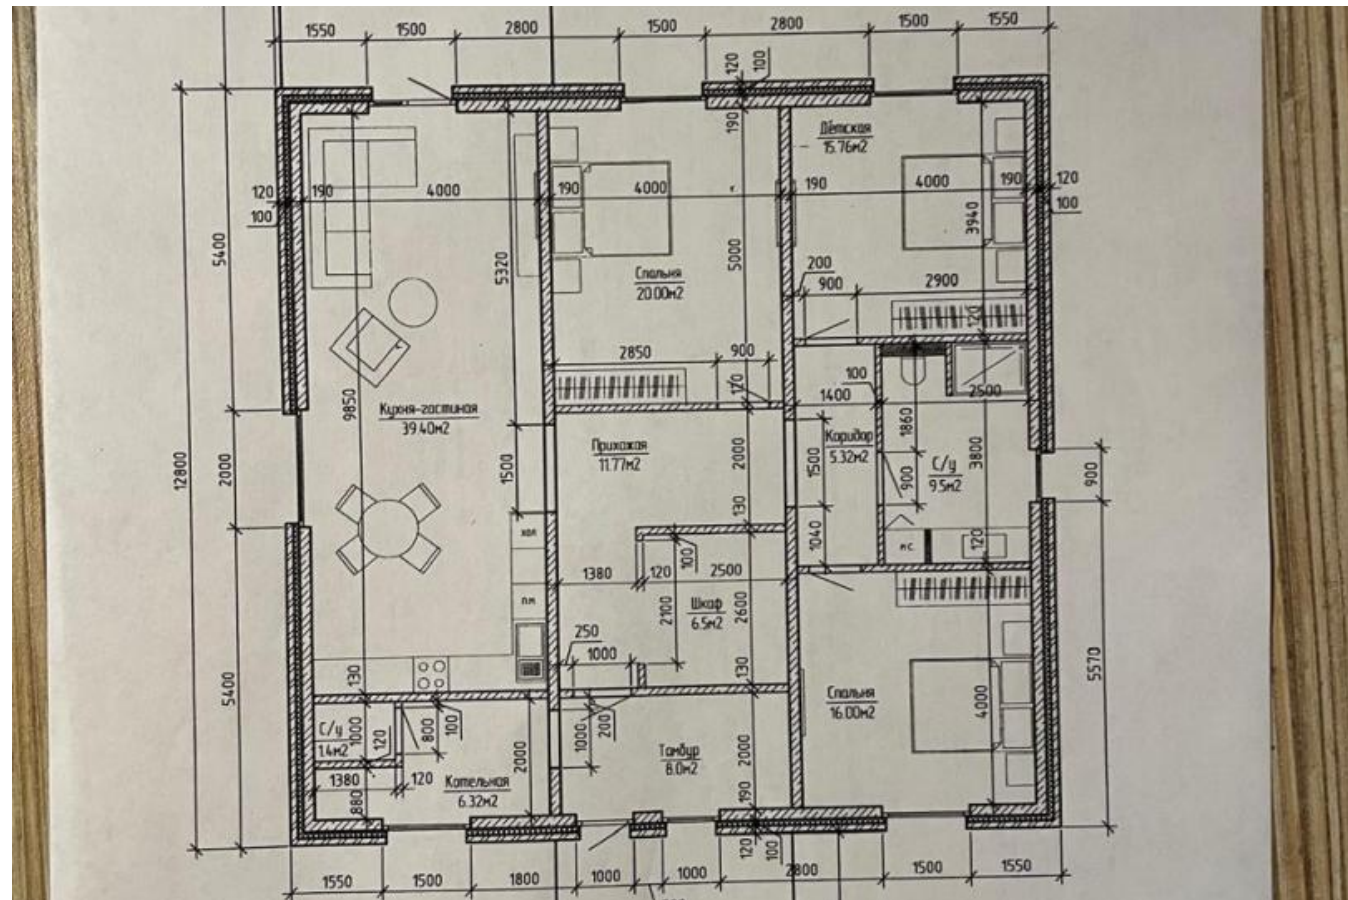 1550 1500 2800 1500 2800 1500 1550
120 100
190
Детская
15.76м2
120 190 4000 190 4000 190 4000 190 120
100 100
5400
5320
5000
3940
Спальня
20.00м2
200
900 2900
120
2850 900
120
100
1400 2500
12800
9850
Кухня-гостиная
39.40м2
2000
1500
Прихожая
11.77м2
2000
1500
Коридор
5.32м2
1860
900
С/у
9.5м2
3800
900
130
1040
хол
м.с.
120
100
1380 120 2500
п.м
2100
Шкаф
6.5м2
2600
250
1000
130
130
5400
5570
Спальня
16.00м2
4000
С/у
1.4м2
1000
120
800
100
2000
1000
200
Тамбур
8.0м2
2000
1380 120
Котельная
6.32м2
880
190
120 100
1550 1500 1800 1000 1000 2800 1500 1550